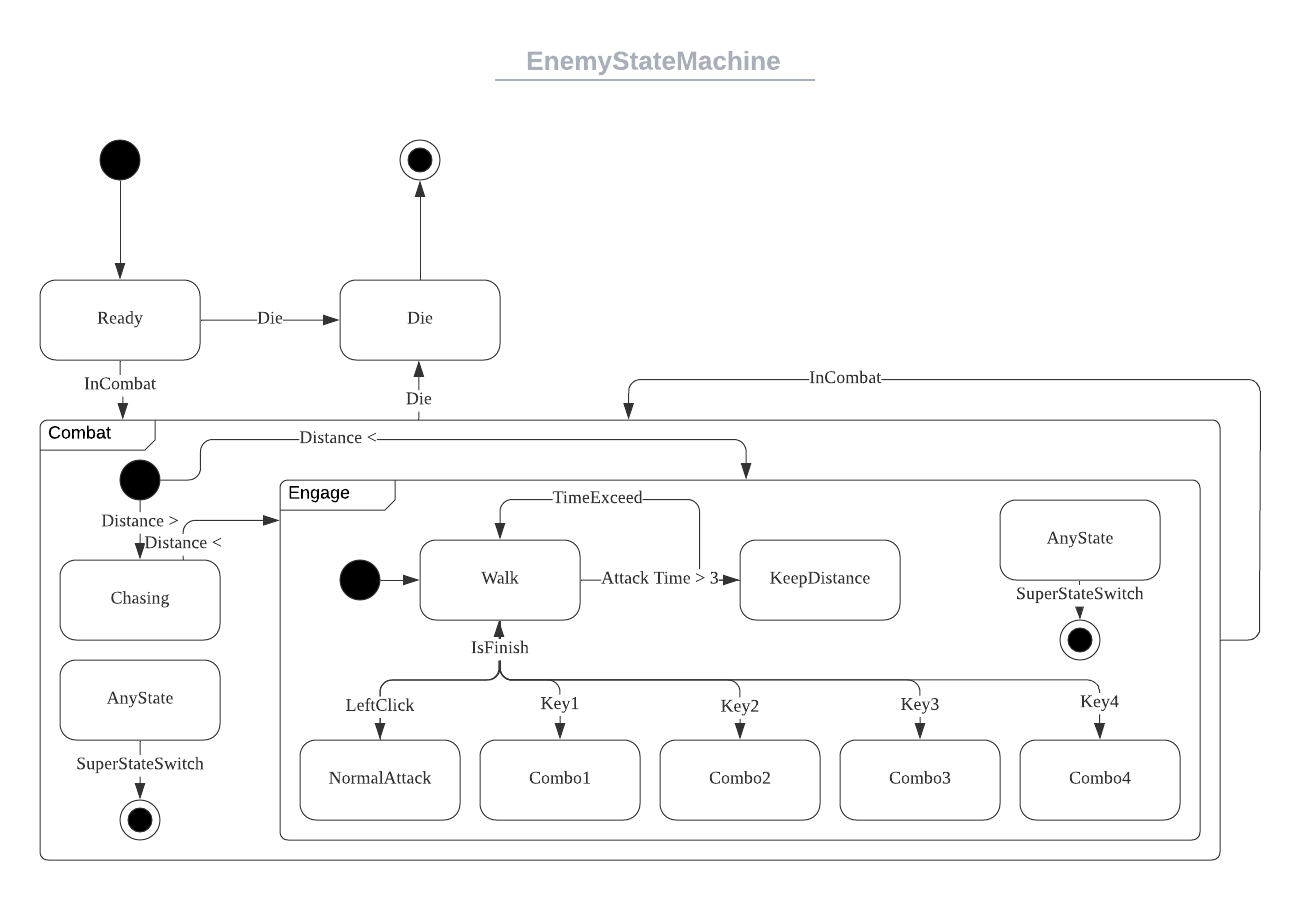 EnemyStateMachine
Ready
Die
Die
InCombat
Die
InCombat
Combat
Distance <
Engage
TimeExceed
Distance >
Distance <
AnyState
Walk
Attack Time > 3
KeepDistance
SuperStateSwitch
Chasing
IsFinish
AnyState
LeftClick
Key1
Key2
Key3
Key4
SuperStateSwitch
NormalAttack
Combo1
Combo2
Combo3
Combo4